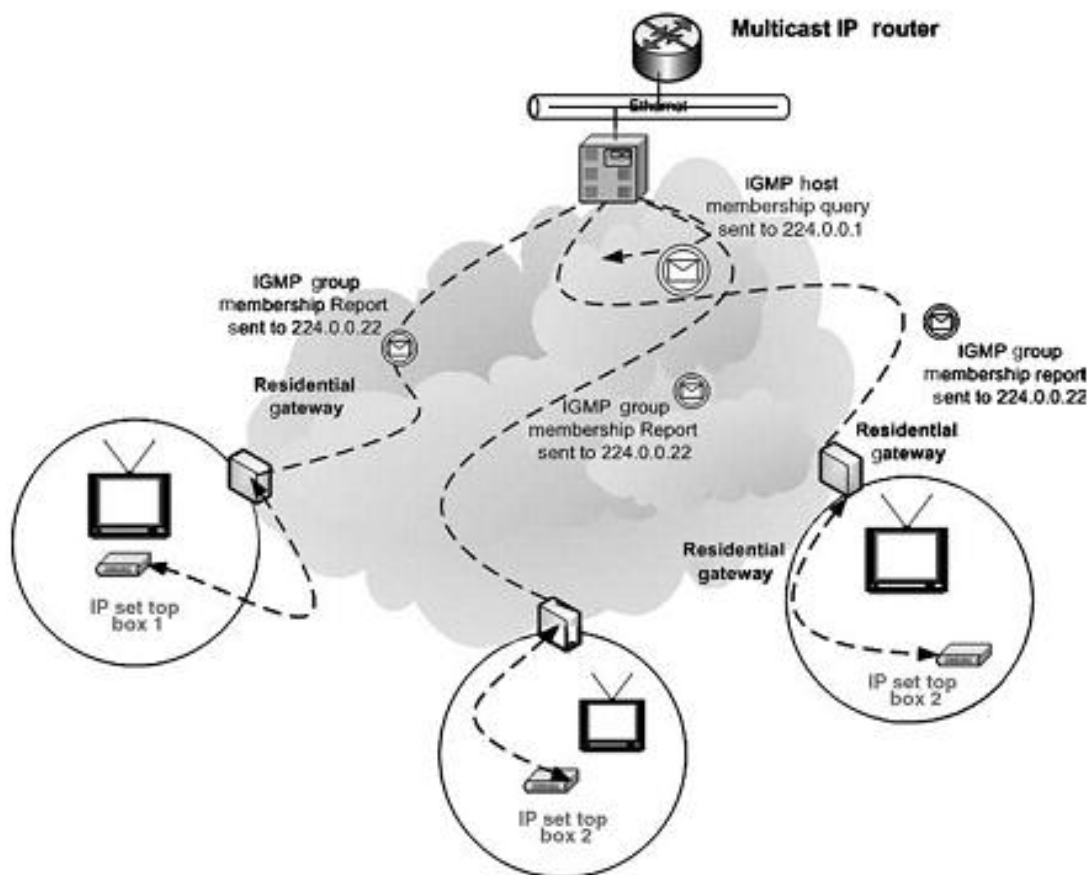 Multicast IP router
Ethernet
IGMP host
membership query
sent to 224.0.0.1
IGMP group
membership Report
sent to 224.0.0.22
Residential
gateway
IGMP group
membership Report
sent to 224.0.0.22
IGMP group
membership report
sent to 224.0.0.22
Residential
gateway
Residential
gateway
IP set top
box 1
IP set top
box 2
IP set top
box 2